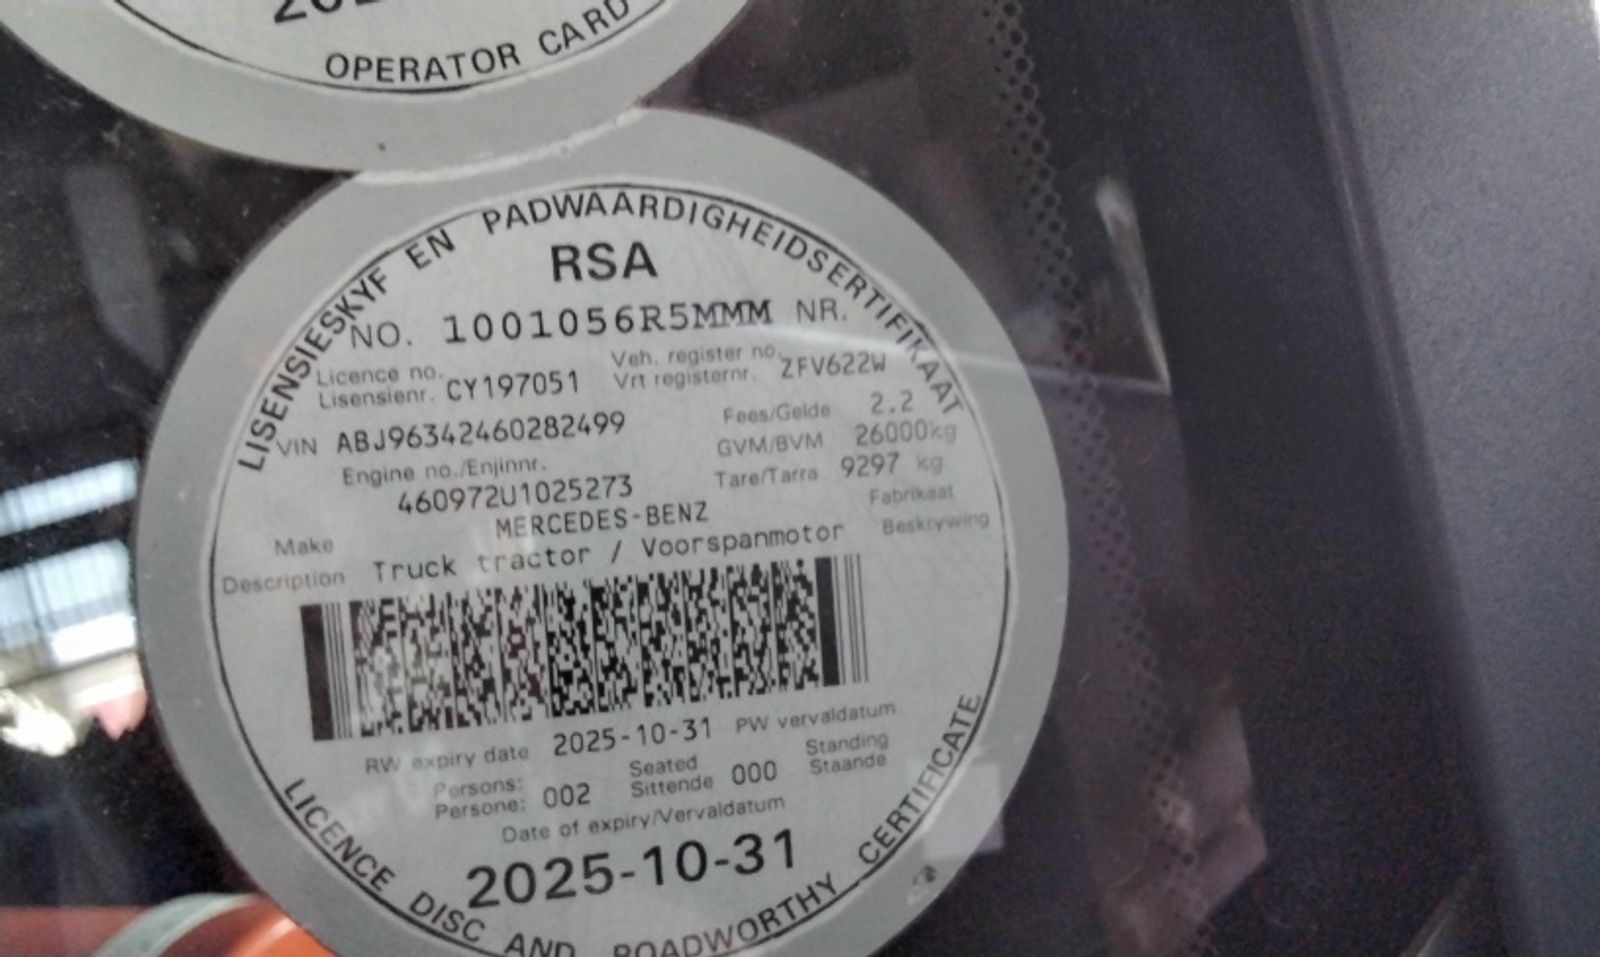 OPERATOR CARD
LISENSIESKYF EN PADWAARDIGHEIDSERTIFIKAAT
RSA
NO. 1001056R5MMM NR.
Licence no. Veh. register no.
Lisensienr. CY197051 Vrt registernr. ZFV622W
VIN ABJ96342460282499 Fees/Gelde 2.2
GVM/BVM 26000kg
Engine no./Enjinnr. Tare/Tarra 9297 kg
460972U1025273 Fabrikaat
Make MERCEDES-BENZ Beskrywing
Description Truck tractor / Voorspanmotor
RW expiry date 2025-10-31 PW vervaldatum
Persons: Seated Standing
Persone: 002 Sittende 000 Staande
Date of expiry/Vervaldatum
2025-10-31
LICENCE DISC AND ROADWORTHY CERTIFICATE